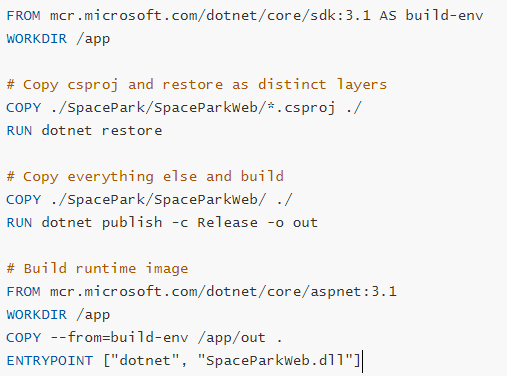 FROM mcr.microsoft.com/dotnet/core/sdk:3.1 AS build-env
WORKDIR /app

# Copy csproj and restore as distinct layers
COPY ./SpacePark/SpaceParkWeb/*.csproj ./
RUN dotnet restore

# Copy everything else and build
COPY ./SpacePark/SpaceParkWeb/ ./
RUN dotnet publish -c Release -o out

# Build runtime image
FROM mcr.microsoft.com/dotnet/core/aspnet:3.1
WORKDIR /app
COPY --from=build-env /app/out .
ENTRYPOINT ["dotnet", "SpaceParkWeb.dll"]